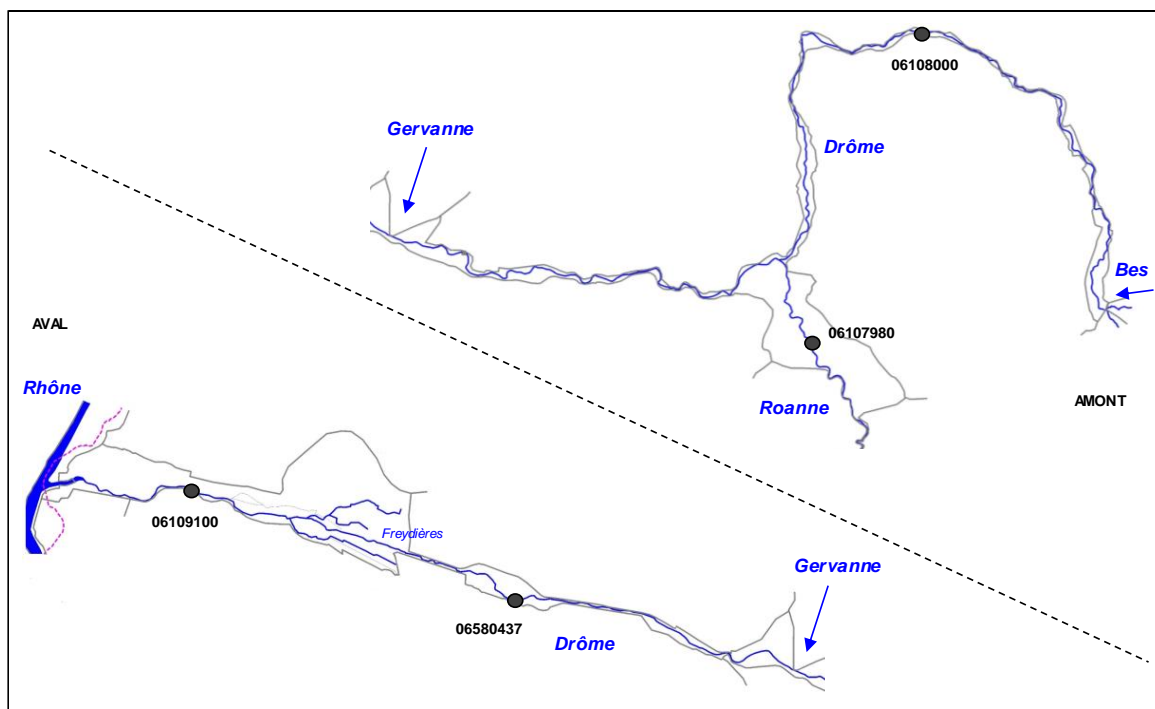 06108000
Gervanne
Drôme
Bes
AVAL
06107980
Rhône
Roanne
AMONT
06109100
Freydières
Gervanne
06580437
Drôme